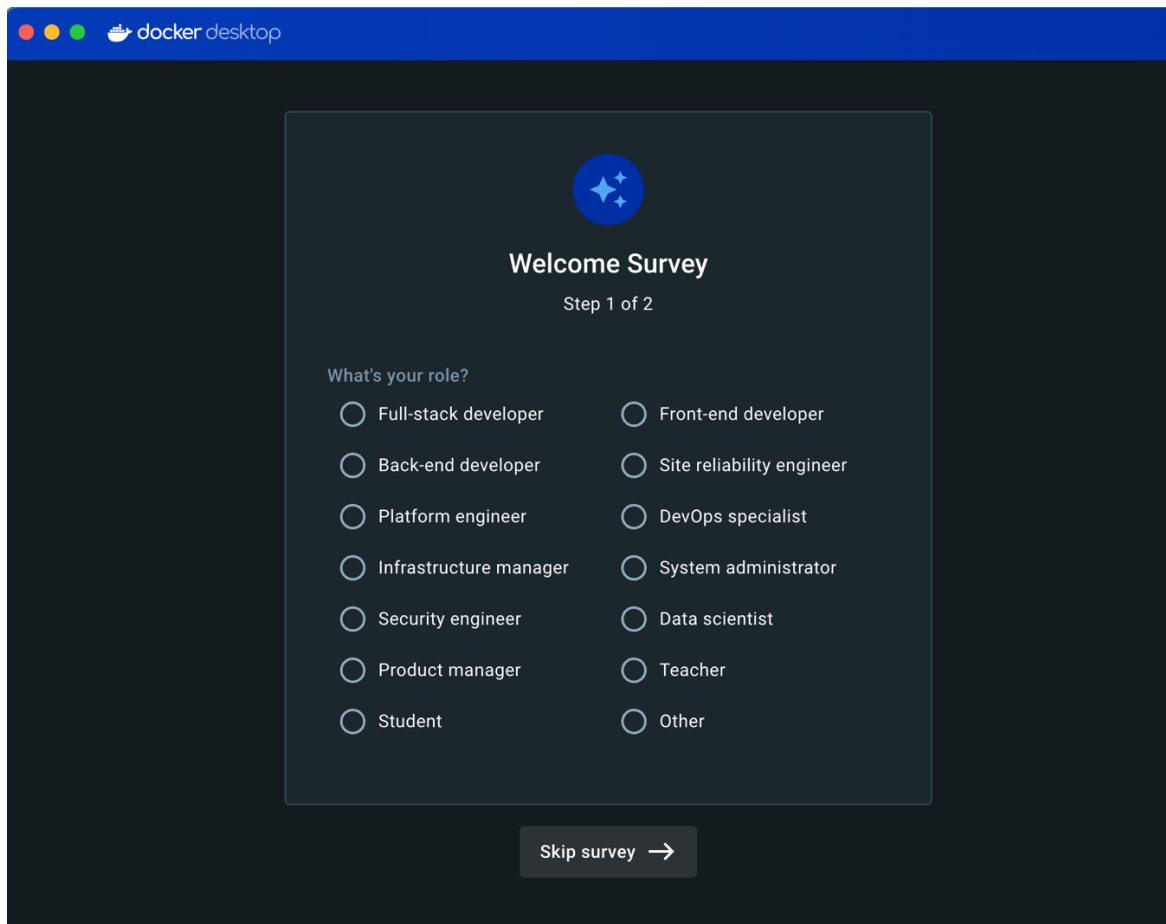 docker desktop
Welcome Survey
Step 1 of 2
What's your role?
Full-stack developer
Front-end developer
Back-end developer
Site reliability engineer
Platform engineer
DevOps specialist
Infrastructure manager
System administrator
Security engineer
Data scientist
Product manager
Teacher
Student
Other
Skip survey